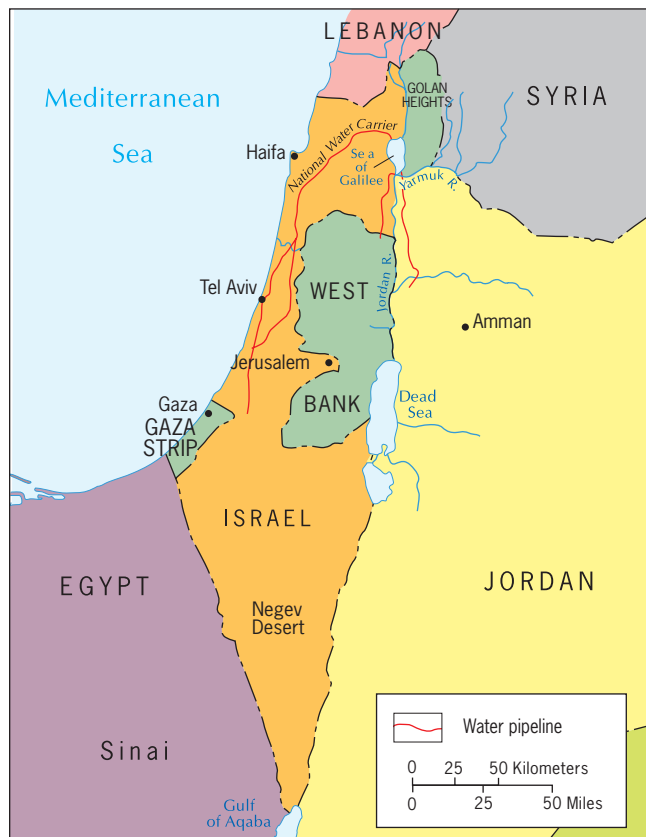 LEBANON
GOLAN
HEIGHTS
SYRIA
Mediterranean
Sea
National Water Carrier
Haifa
Sea
of
Galilee
Yarmuk R.
Jordan R.
Tel Aviv
WEST
Amman
Jerusalem
BANK
Dead
Sea
Gaza
GAZA
STRIP
ISRAEL
EGYPT
JORDAN
Negev
Desert
Sinai
Gulf
of Aqaba
Water pipeline
0 25 50 Kilometers
0 25 50 Miles